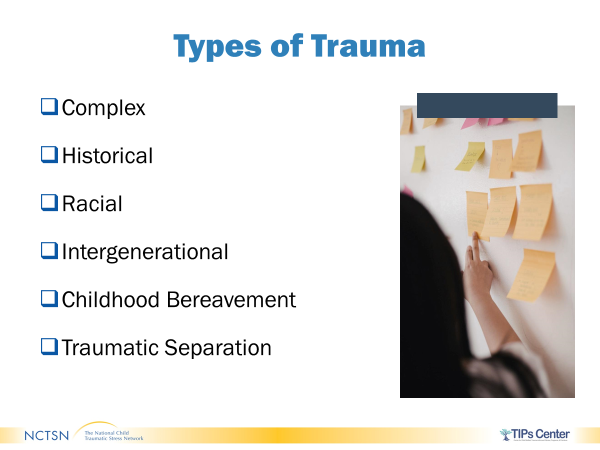 Types of Trauma
Complex
Historical
Racial
Intergenerational
Childhood Bereavement
Traumatic Separation
NCTSN
The National Child
Traumatic Stress Network
TIPs Center